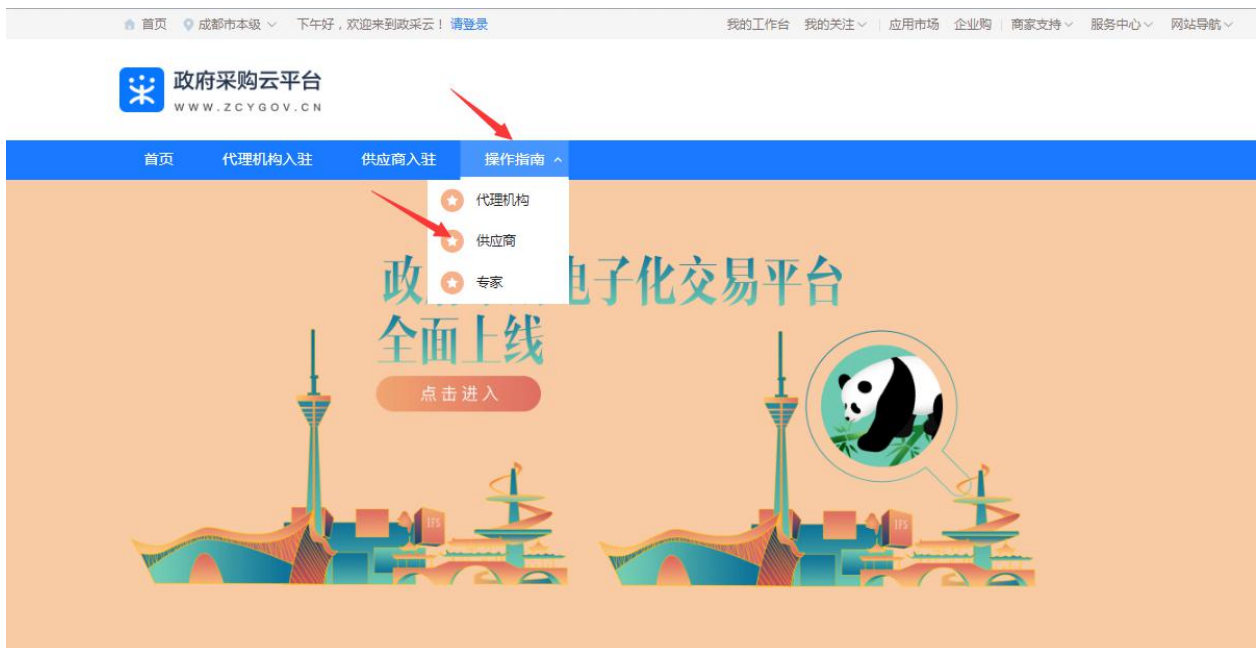 首页 成都市本级 下午好，欢迎来到政采云！请登录 我的工作台 我的关注 应用市场 企业购 商家支持 服务中心 网站导航
政府采购云平台
WWW.ZCYGOV.CN
首页 代理机构入驻 供应商入驻 操作指南
代理机构
供应商
专家
政 电子化交易平台
全面上线
点击进入
IFS IFS